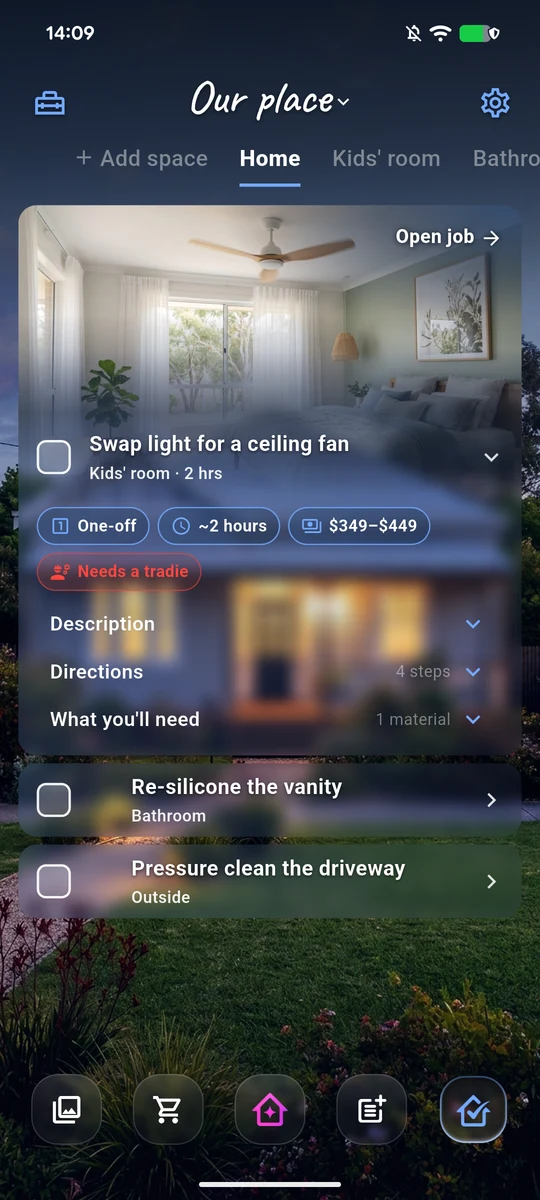 14:09
Our place
+ Add space Home Kids' room Bathro
Open job →
Swap light for a ceiling fan
Kids' room · 2 hrs
One-off ~2 hours $349–$449
Needs a tradie
Description
Directions 4 steps
What you'll need 1 material
Re-silicone the vanity
Bathroom
Pressure clean the driveway
Outside